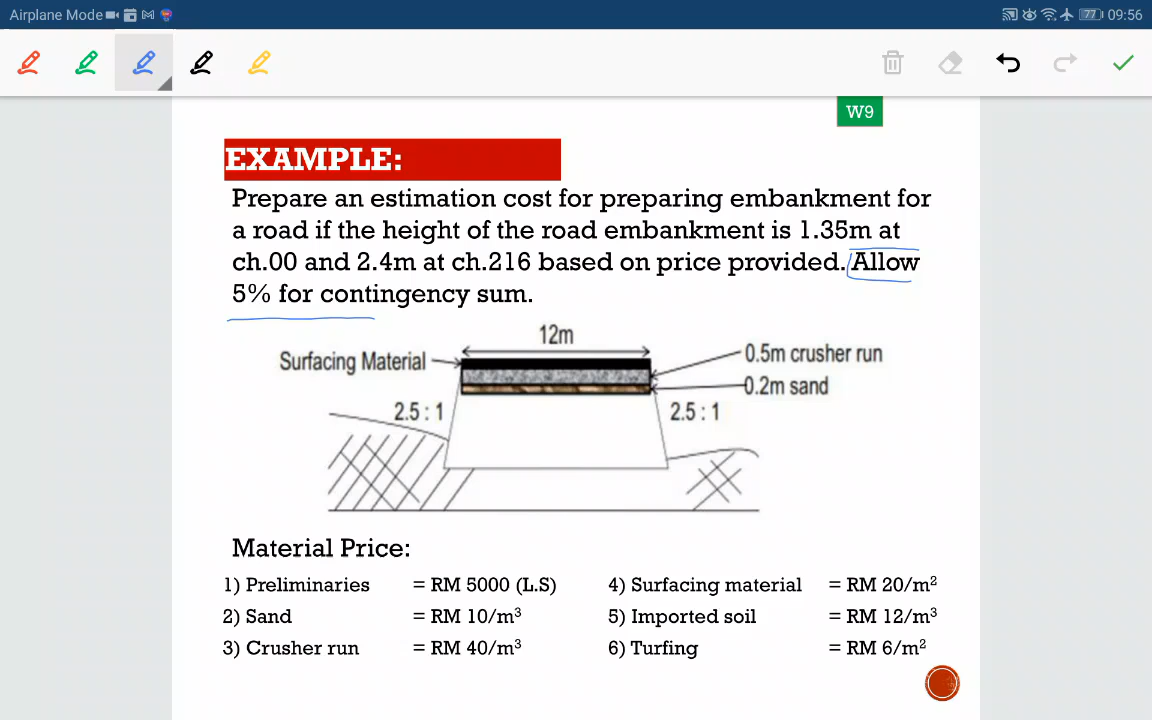 Airplane Mode
77 09:56
W9
EXAMPLE:
Prepare an estimation cost for preparing embankment for
a road if the height of the road embankment is 1.35m at
ch.00 and 2.4m at ch.216 based on price provided. Allow
5% for contingency sum.
12m
Surfacing Material
0.5m crusher run
0.2m sand
2.5 : 1
2.5 : 1
Material Price:
1) Preliminaries = RM 5000 (L.S)
2) Sand = RM 10/m³
3) Crusher run = RM 40/m³
4) Surfacing material = RM 20/m²
5) Imported soil = RM 12/m³
6) Turfing = RM 6/m²